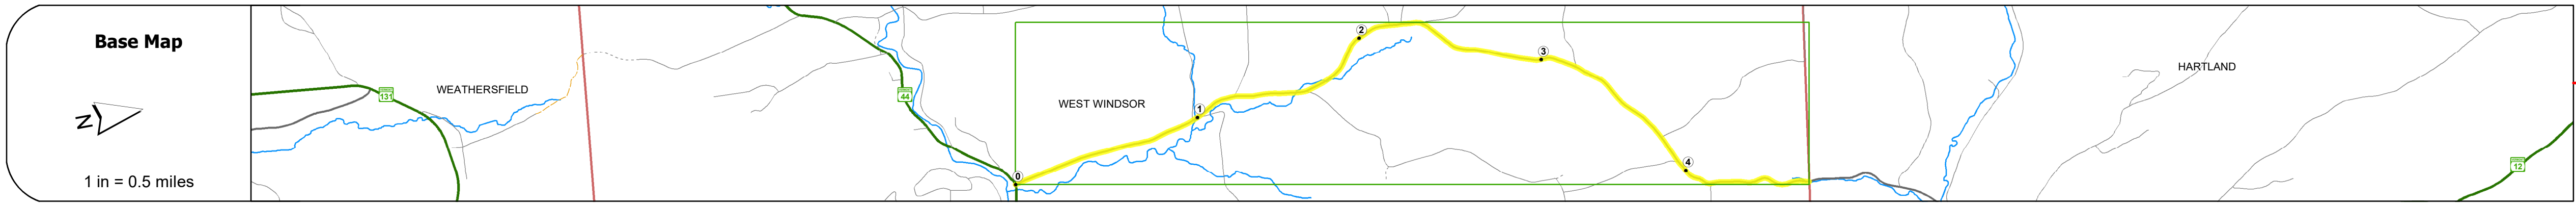 Base Map
N
1 in = 0.5 miles
131
WEATHERSFIELD
44
WEST WINDSOR
0
1
2
3
4
HARTLAND
12